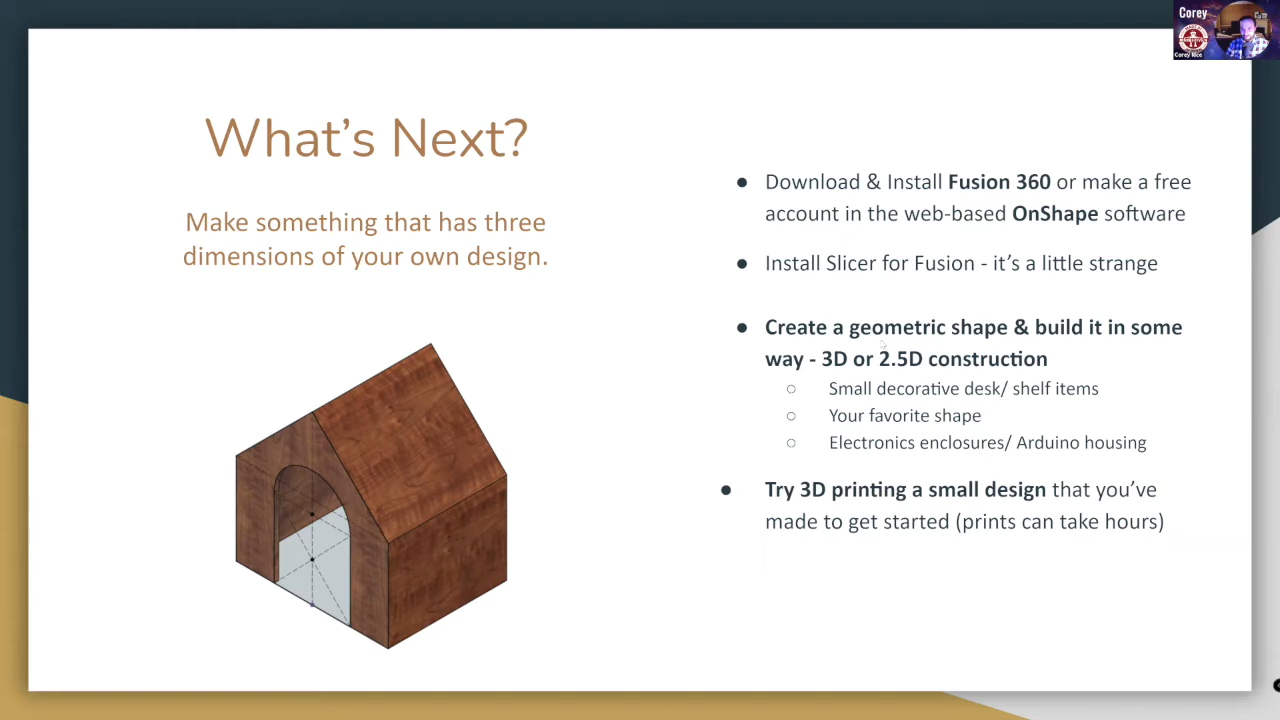 Corey
Corey Rice
What's Next?
Make something that has three
dimensions of your own design.
● Download & Install Fusion 360 or make a free
account in the web-based OnShape software
● Install Slicer for Fusion - it's a little strange
● Create a geometric shape & build it in some
way - 3D or 2.5D construction
○ Small decorative desk/ shelf items
○ Your favorite shape
○ Electronics enclosures/ Arduino housing
● Try 3D printing a small design that you've
made to get started (prints can take hours)